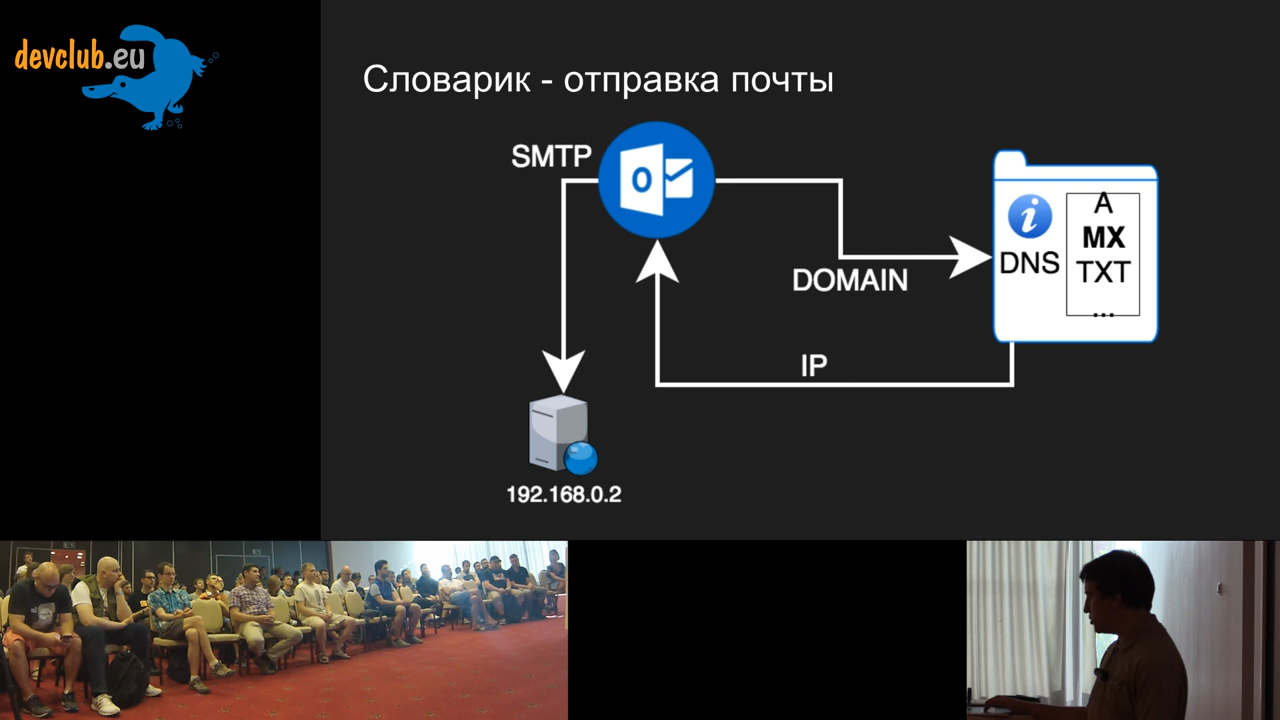 devclub.eu
Словарик - отправка почты
SMTP
O
A
MX
TXT
...
i
DNS
DOMAIN
IP
192.168.0.2